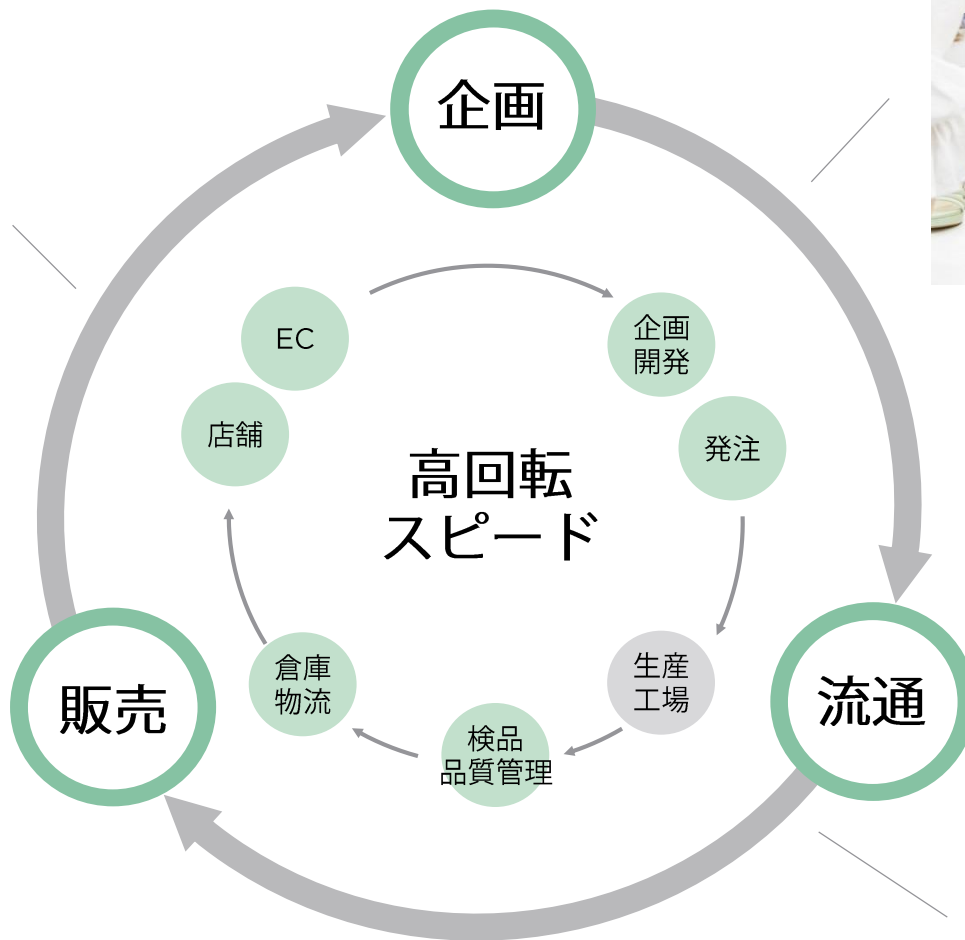 企画
EC
企画
開発
店舗
発注
高回転
スピード
倉庫
物流
生産
工場
販売
流通
検品
品質管理